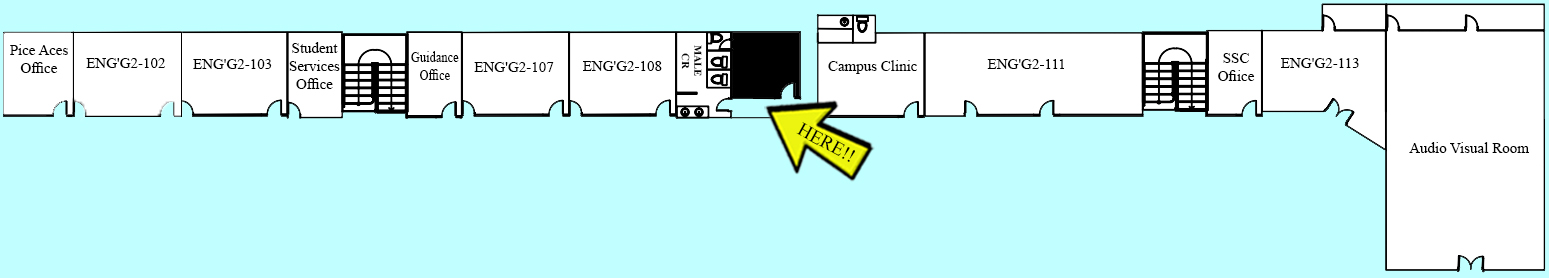 Pice Aces
Office
ENG'G2-102
ENG'G2-103
Student
Services
Office
Guidance
Office
ENG'G2-107
ENG'G2-108
MALE
CR
HERE!!
Campus Clinic
ENG'G2-111
SSC
Ofiice
ENG'G2-113
Audio Visual Room